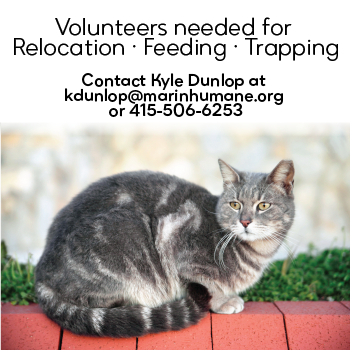 Volunteers needed for
Relocation · Feeding · Trapping
Contact Kyle Dunlop at
kdunlop@marinhumane.org
or 415-506-6253